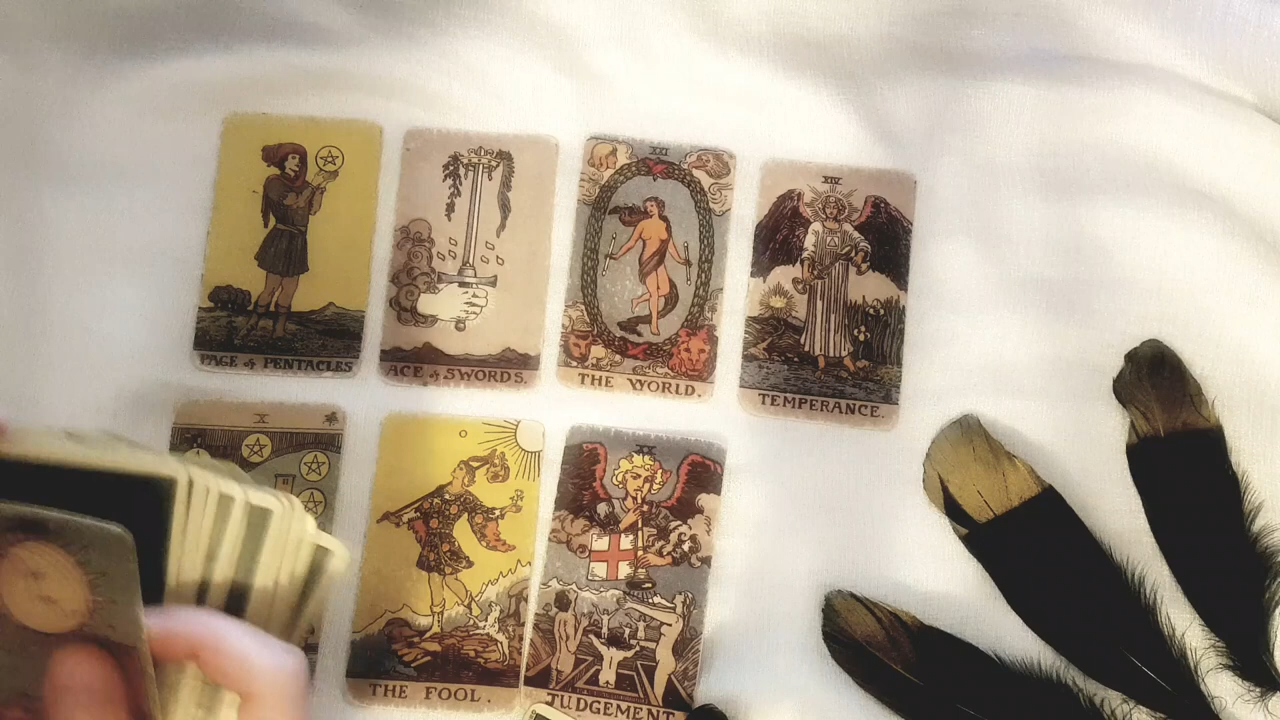 PAGE of PENTACLES
ACE of SWORDS.
XXI
THE WORLD.
XIV
TEMPERANCE.
X
THE FOOL.
XX
JUDGEMENT